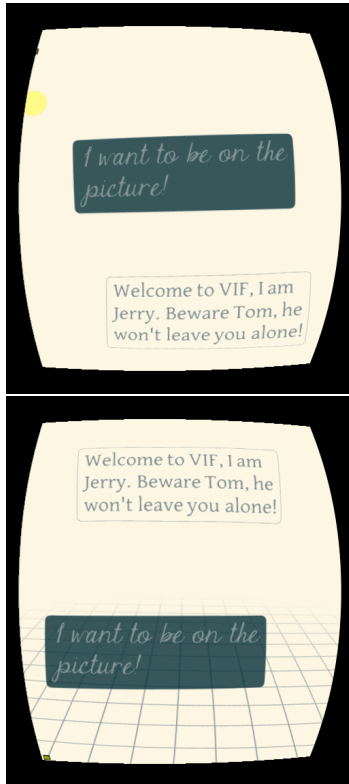 I want to be on the
picture!
Welcome to VIF, I am
Jerry. Beware Tom, he
won't leave you alone!
Welcome to VIF, I am
Jerry. Beware Tom, he
won't leave you alone!
I want to be on the
picture!